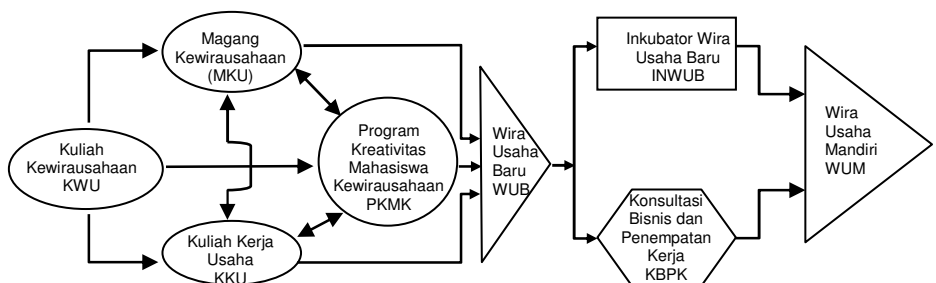 Magang
Kewirausahaan
(MKU)
Kuliah
Kewirausahaan
KWU
Program
Kreativitas
Mahasiswa
Kewirausahaan
PKMK
Kuliah Kerja
Usaha
KKU
Wira
Usaha
Baru
WUB
Inkubator Wira
Usaha Baru
INWUB
Konsultasi
Bisnis dan
Penempatan
Kerja
KBPK
Wira
Usaha
Mandiri
WUM